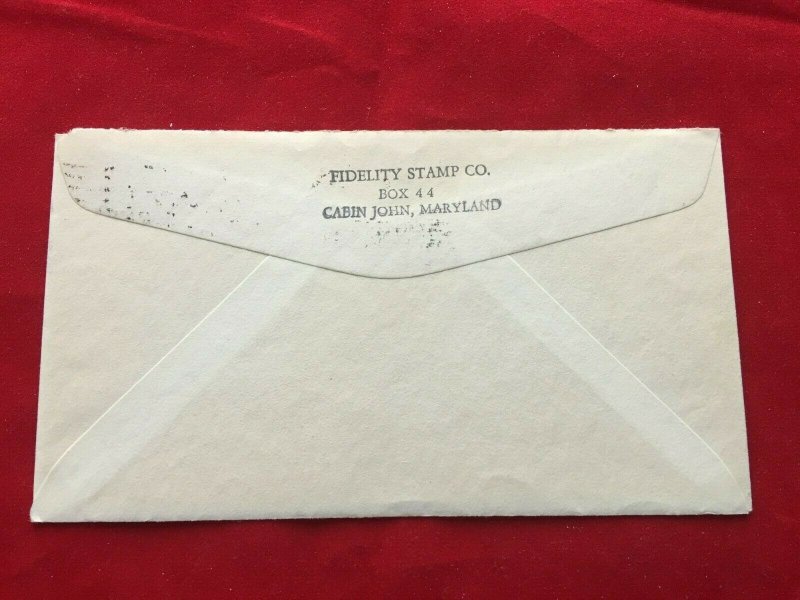 FIDELITY STAMP CO.
BOX 44
CABIN JOHN, MARYLAND